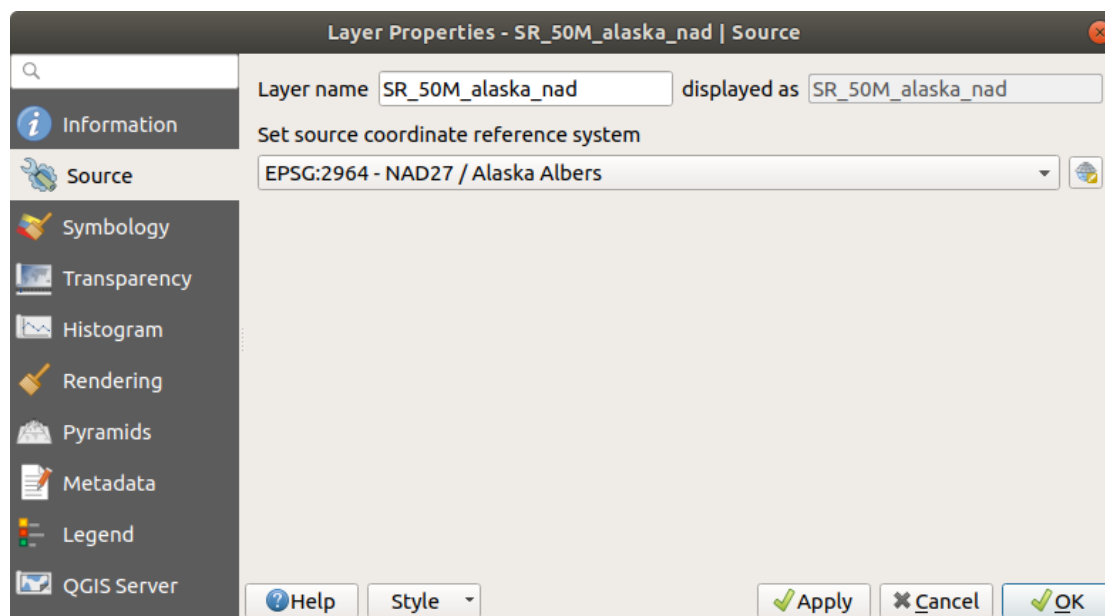 Layer Properties - SR_50M_alaska_nad | Source
Layer name SR_50M_alaska_nad displayed as SR_50M_alaska_nad
Set source coordinate reference system
EPSG:2964 - NAD27 / Alaska Albers
Information
Source
Symbology
Transparency
Histogram
Rendering
Pyramids
Metadata
Legend
QGIS Server
Help Style Apply Cancel OK